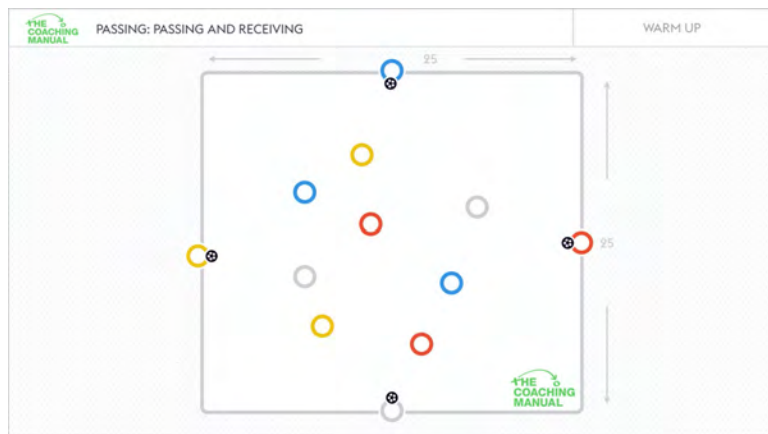 THE
COACHING
MANUAL
PASSING: PASSING AND RECEIVING
WARM UP
25
25
THE
COACHING
MANUAL